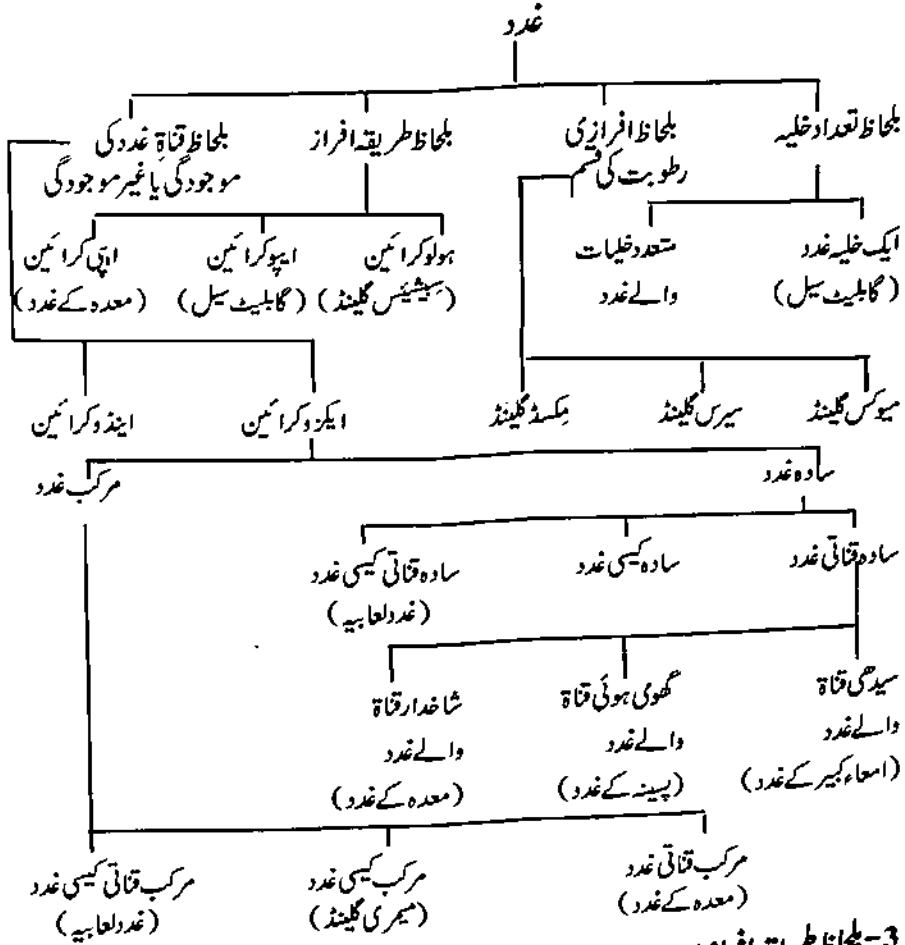 غدد
بلحاظ تعداد خلیہ
بلحاظ افرازی
رطوبت کی قسم
بلحاظ طریقہ افراز
بلحاظ قناۃ غدد کی
موجودگی یا غیر موجودگی
ایک خلیہ غدد
(گابلیٹ سیل)
متعدد خلیات
والے غدد
ہولوکرائین
(سیبیشئیس گلینڈ)
ایپوکرائین
(گابلیٹ سیل)
اپی کرائین
(معدہ کے غدد)
میوکس گلینڈ
سیرس گلینڈ
مکسڈ گلینڈ
ایکزوکرائین
اینڈوکرائین
سادہ غدد
مرکب غدد
سادہ قناتی غدد
سادہ کیسی غدد
سادہ قناتی کیسی غدد
(غدد لعابیہ)
سیدھی قناۃ
والے غدد
(امعاء کبیر کے غدد)
گھومی ہوئی قناۃ
والے غدد
(پسینہ کے غدد)
شاخدار قناۃ
والے غدد
(معدہ کے غدد)
مرکب قناتی غدد
(معدہ کے غدد)
مرکب کیسی غدد
(میمری گلینڈ)
مرکب قناتی کیسی غدد
(غدد لعابیہ)
3-بلحاظ طریقہ افراز